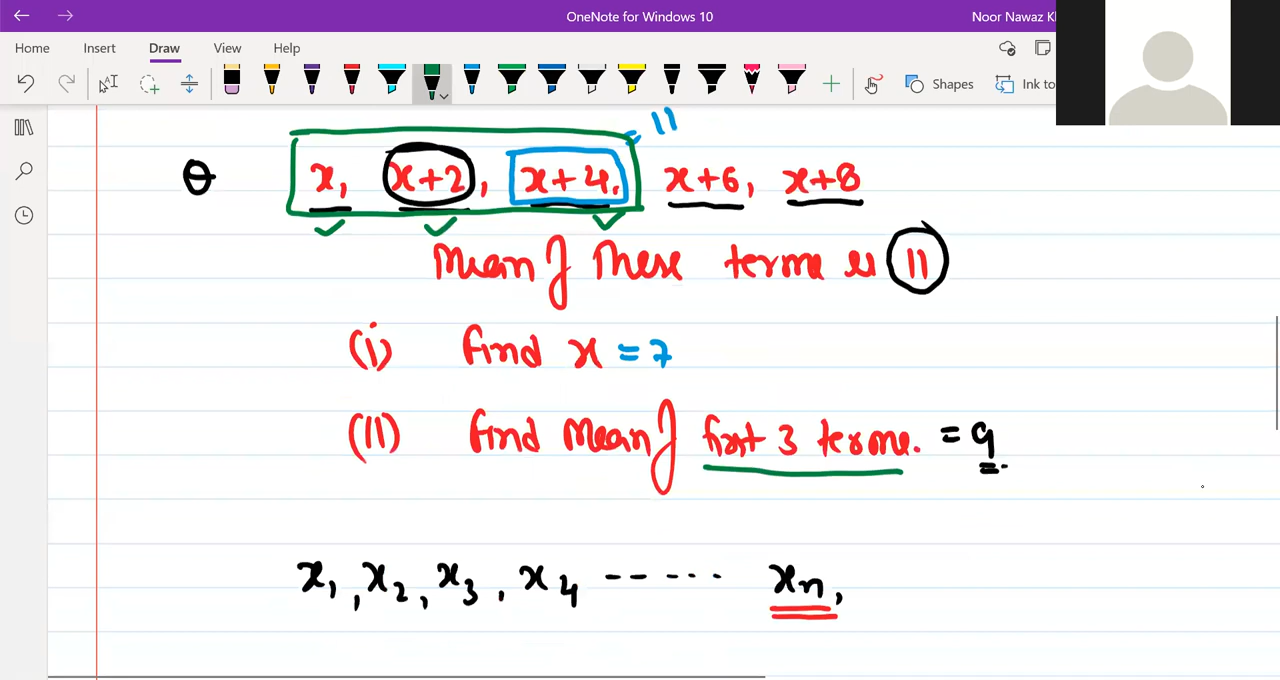 OneNote for Windows 10
Noor Nawaz K
Home Insert Draw View Help
Shapes Ink to
= 11
Q x, x+2, x+4, x+6, x+8
Mean of These terms is 11
(i) find x = 7
(II) find Mean of first 3 terms. = 9
x1, x2, x3, x4 ------ xn,